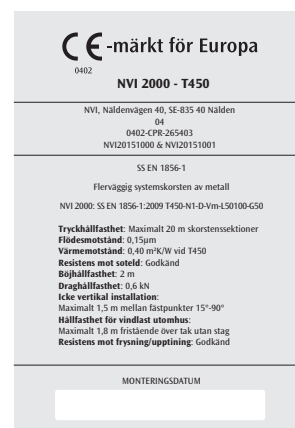 CE-märkt för Europa
0402
NVI 2000 - T450
NVI, Näldenvägen 40, SE-835 40 Nälden
04
0402-CPR-265403
NVI20151000 & NVI20151001
SS EN 1856-1
Flerväggig systemskorsten av metall
NVI 2000: SS EN 1856-1:2009 T450-N1-D-Vm-L50100-G50
Tryckhållfasthet: Maximalt 20 m skorstenssektioner
Flödesmotstånd: 0,15µm
Värmemotstånd: 0,40 m²K/W vid T450
Resistens mot soteld: Godkänd
Böjhållfasthet: 2 m
Draghållfasthet: 0,6 kN
Icke vertikal installation:
Maximalt 1,5 m mellan fästpunkter 15°-90°
Hållfasthet för vindlast utomhus:
Maximalt 1,8 m fristående över tak utan stag
Resistens mot frysning/upptining: Godkänd
MONTERINGSDATUM